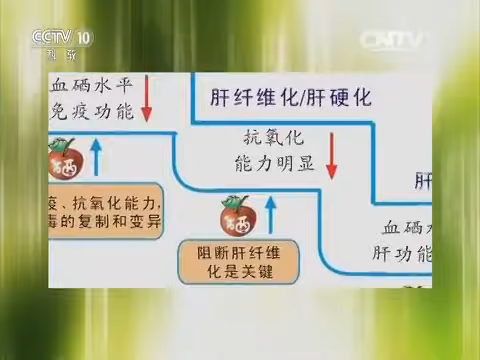 CCTV 10
科教
CNTV
血硒水平
免疫功能
肝纤维化/肝硬化
抗氧化
能力明显
硒
疫、抗氧化能力,
毒的复制和变异
肝
血硒水
肝功能
硒
阻断肝纤维
化是关键